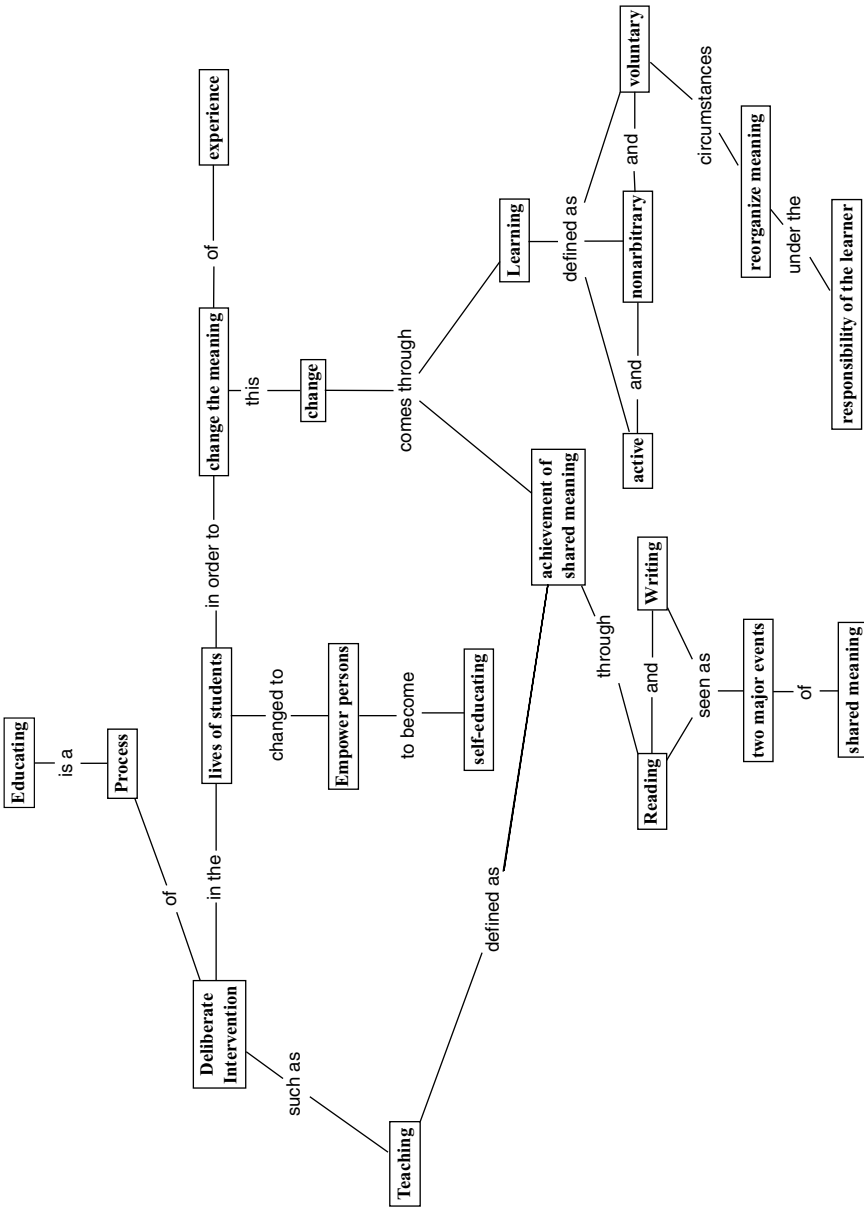 Educating
is a
Process
of
Deliberate
Intervention
in the
lives of students
in order to
change the meaning
of
experience
such as
changed to
this
Teaching
Empower persons
change
to become
comes through
self-educating
defined as
achievement of
shared meaning
Learning
defined as
through
active
and
nonarbitrary
and
voluntary
Reading
and
Writing
circumstances
seen as
reorganize meaning
two major events
under the
of
responsibility of the learner
shared meaning